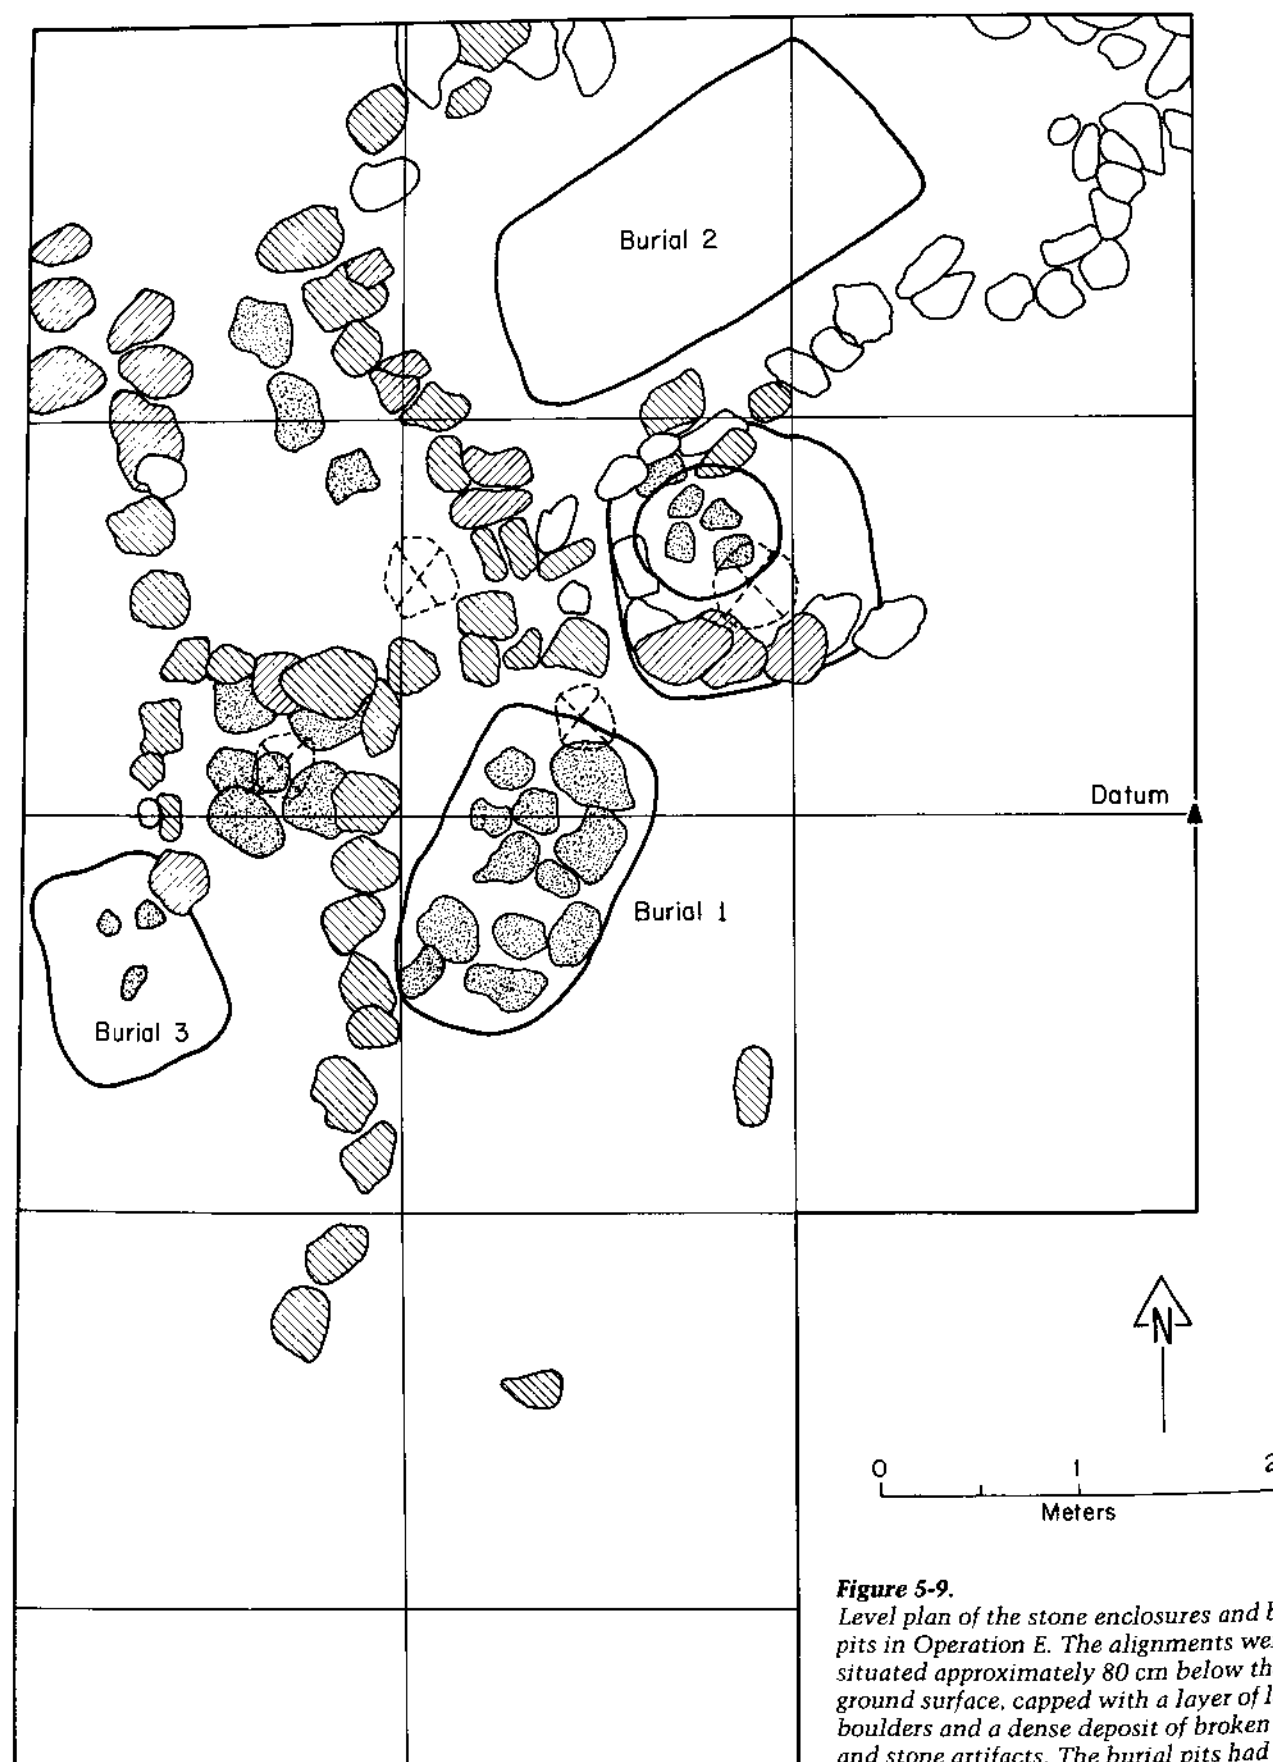 Burial 2
Datum
Burial 1
Burial 3
N
0 1
Meters
Figure 5-9.
Level plan of the stone enclosures and
pits in Operation E. The alignments
situated approximately 80 cm below
ground surface, capped with a layer of
boulders and a dense deposit of broken
and stone artifacts. The burial pits had